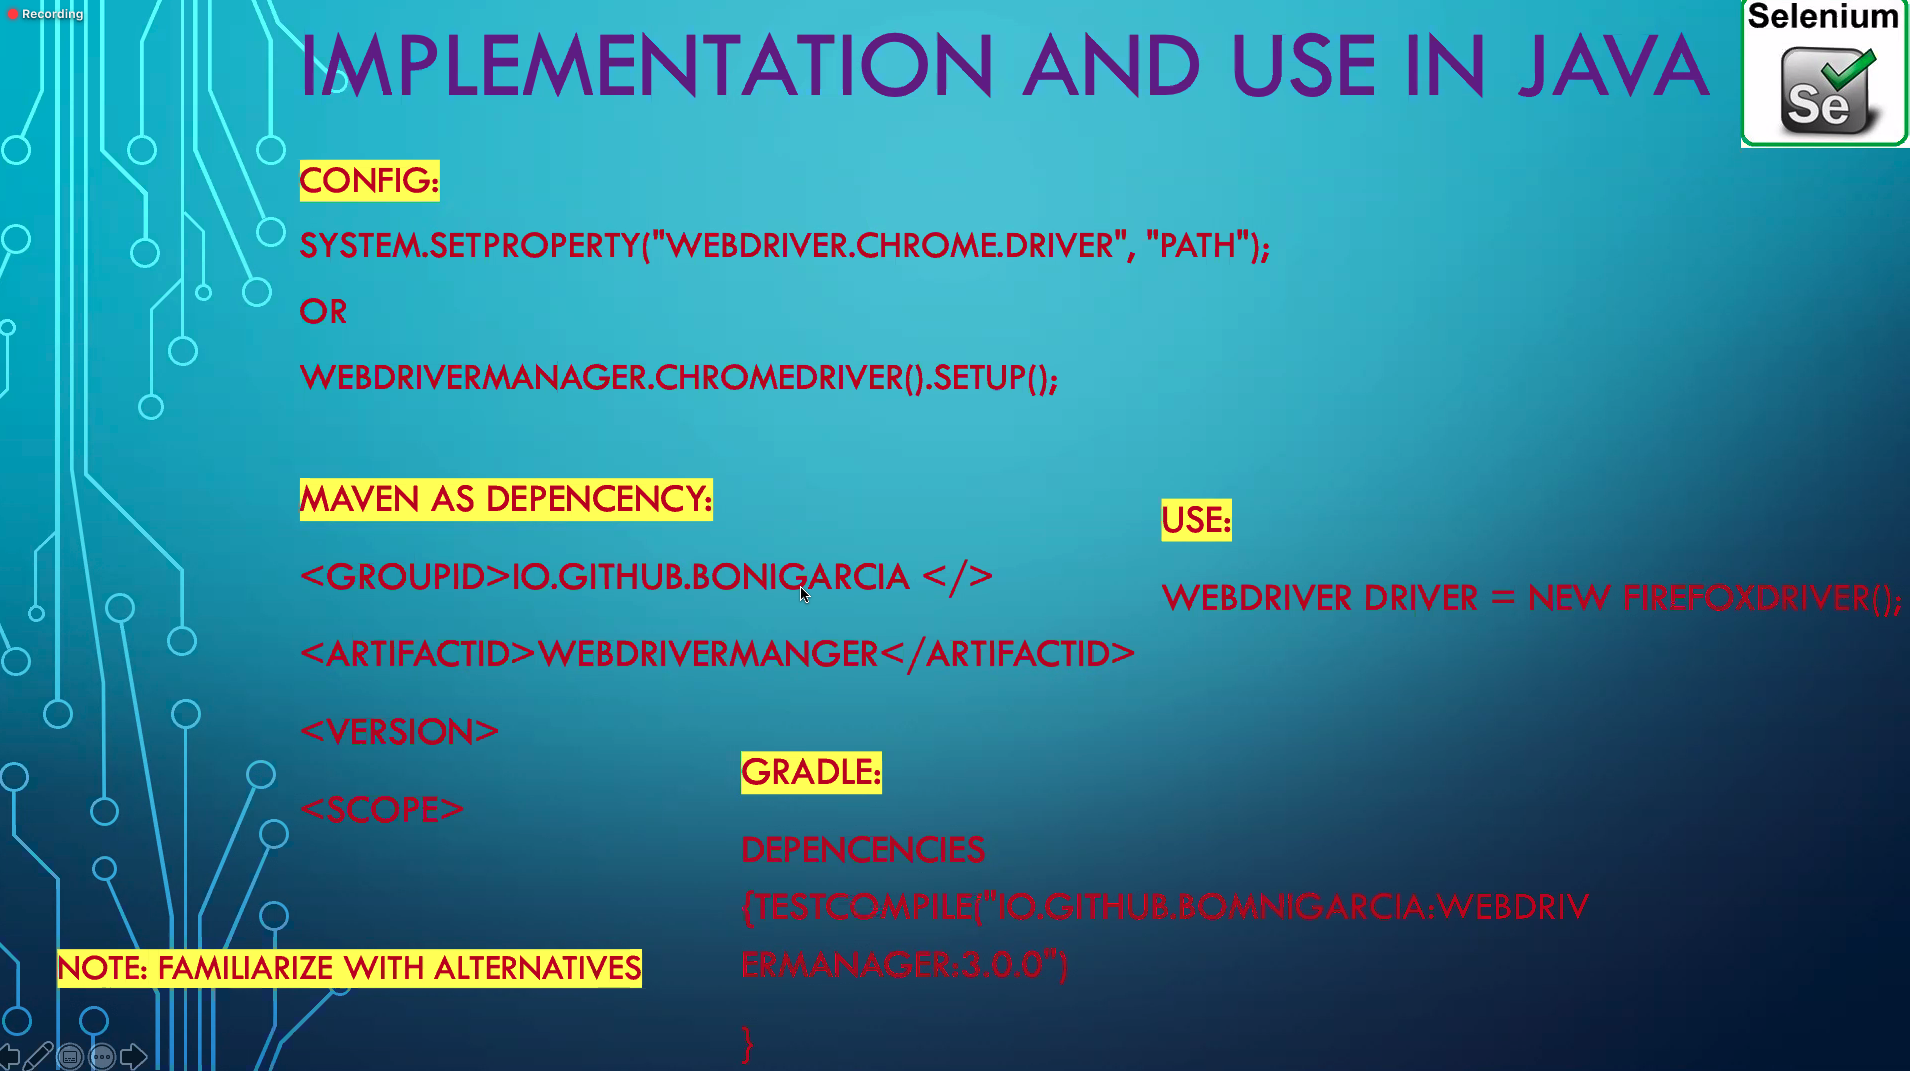 Recording
IMPLEMENTATION AND USE IN JAVA
Selenium
Se
CONFIG:
SYSTEM.SETPROPERTY("WEBDRIVER.CHROME.DRIVER", "PATH");
OR
WEBDRIVERMANAGER.CHROMEDRIVER().SETUP();
MAVEN AS DEPENCENCY:
<GROUPID>IO.GITHUB.BONIGARCIA </>
<ARTIFACTID>WEBDRIVERMANGER</ARTIFACTID>
<VERSION>
<SCOPE>
USE:
WEBDRIVER DRIVER = NEW FIREFOXDRIVER();
GRADLE:
DEPENCENCIES
{TESTCOMPILE("IO.GITHUB.BOMNIGARCIA:WEBDRIV
ERMANAGER:3.0.0")
}
NOTE: FAMILIARIZE WITH ALTERNATIVES